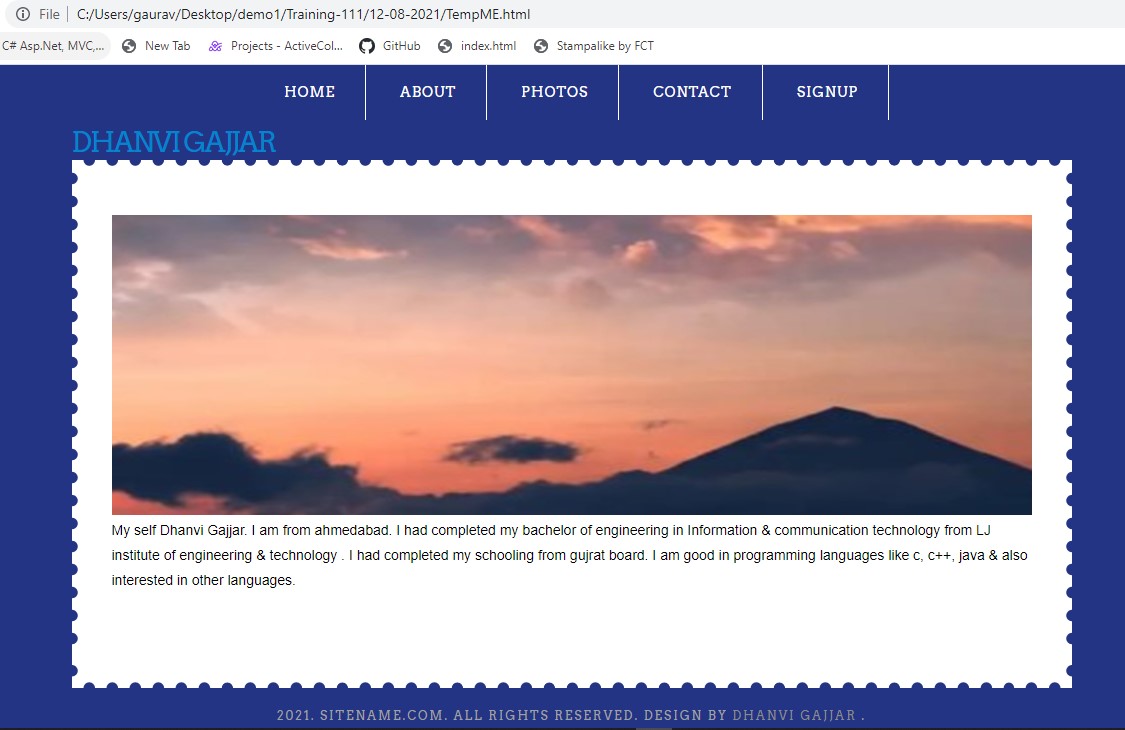 File C:/Users/gaurav/Desktop/demo1/Training-111/12-08-2021/TempME.html
C# Asp.Net, MVC,... New Tab Projects - ActiveCol... GitHub index.html Stampalike by FCT
HOME ABOUT PHOTOS CONTACT SIGNUP
DHANVI GAJJAR
My self Dhanvi Gajjar. I am from ahmedabad. I had completed my bachelor of engineering in Information & communication technology from LJ
institute of engineering & technology . I had completed my schooling from gujrat board. I am good in programming languages like c, c++, java & also
interested in other languages.
2021. SITENAME.COM. ALL RIGHTS RESERVED. DESIGN BY DHANVI GAJJAR .